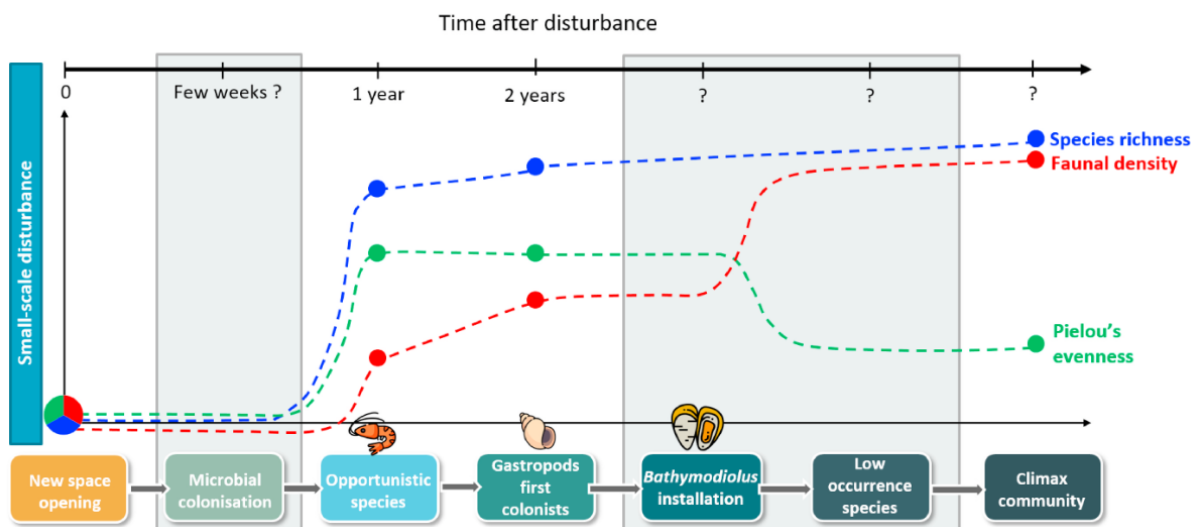 Time after disturbance
Small-scale disturbance
0
Few weeks ?
1 year
2 years
?
?
?
Species richness
Faunal density
Pielou's
evenness
New space
opening
Microbial
colonisation
Opportunistic
species
Gastropods
first
colonists
Bathymodiolus
installation
Low
occurrence
species
Climax
community